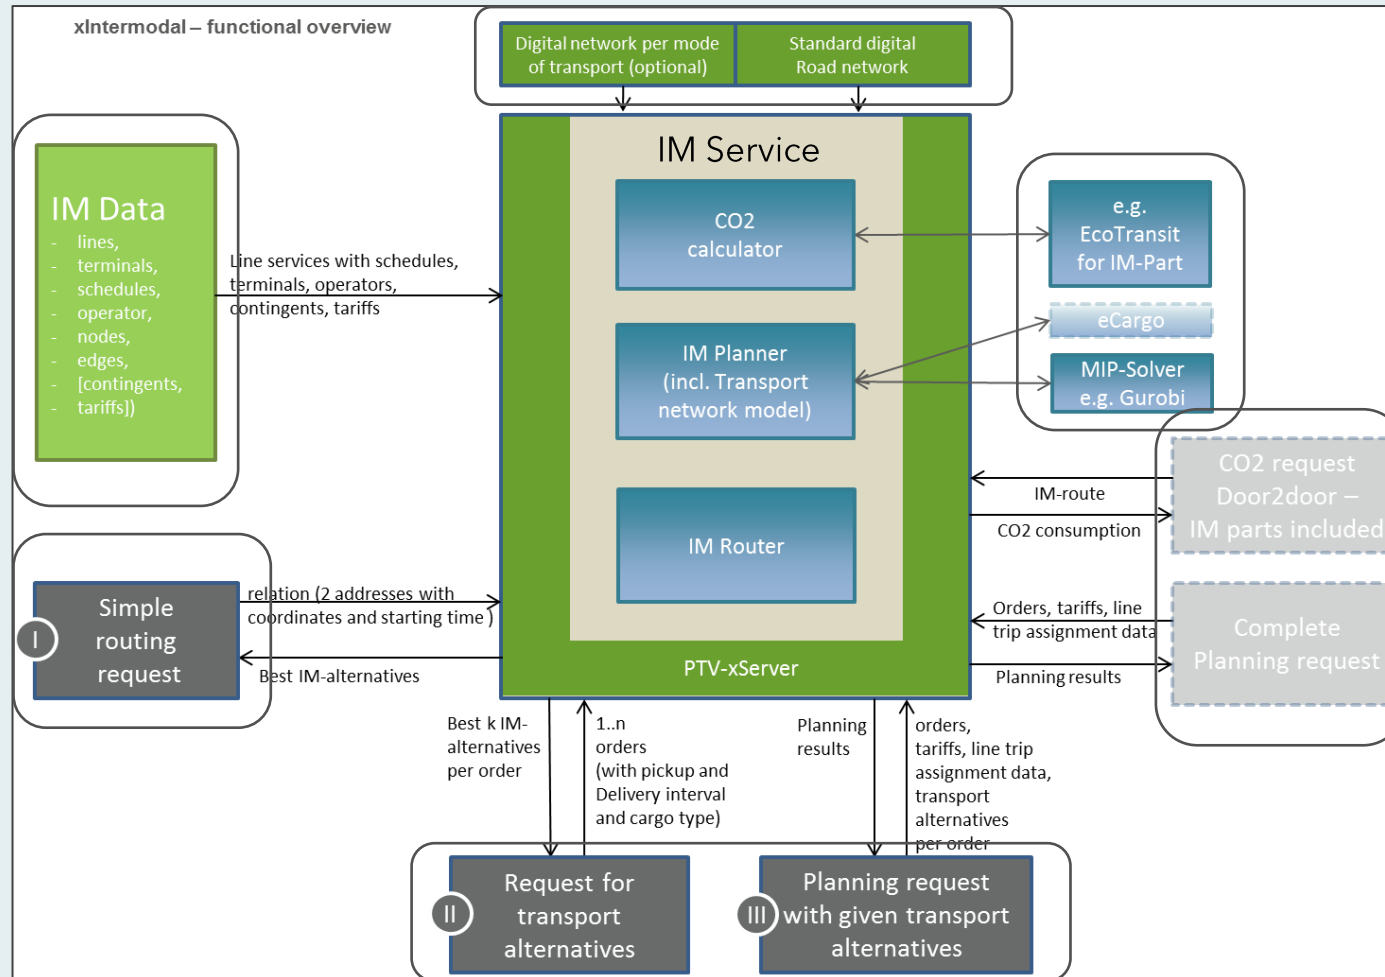 xIntermodal – functional overview
Digital network per mode
of transport (optional)
Standard digital
Road network
IM Data
- lines,
- terminals,
- schedules,
- operator,
- nodes,
- edges,
- [contingents,
- tariffs])
Line services with schedules,
terminals, operators,
contingents, tariffs
IM Service
CO2
calculator
IM Planner
(incl. Transport
network model)
IM Router
PTV-xServer
e.g.
EcoTransit
for IM-Part
eCargo
MIP-Solver
e.g. Gurobi
CO2 request
Door2door –
IM parts included
IM-route
CO2 consumption
Orders, tariffs, line
trip assignment data
Planning results
Complete
Planning request
I
Simple
routing
request
relation (2 addresses with
coordinates and starting time )
Best IM-alternatives
Best k IM-
alternatives
per order
1..n
orders
(with pickup and
Delivery interval
and cargo type)
Planning
results
orders,
tariffs, line trip
assignment data,
transport
alternatives
per order
II
Request for
transport
alternatives
III
Planning request
with given transport
alternatives